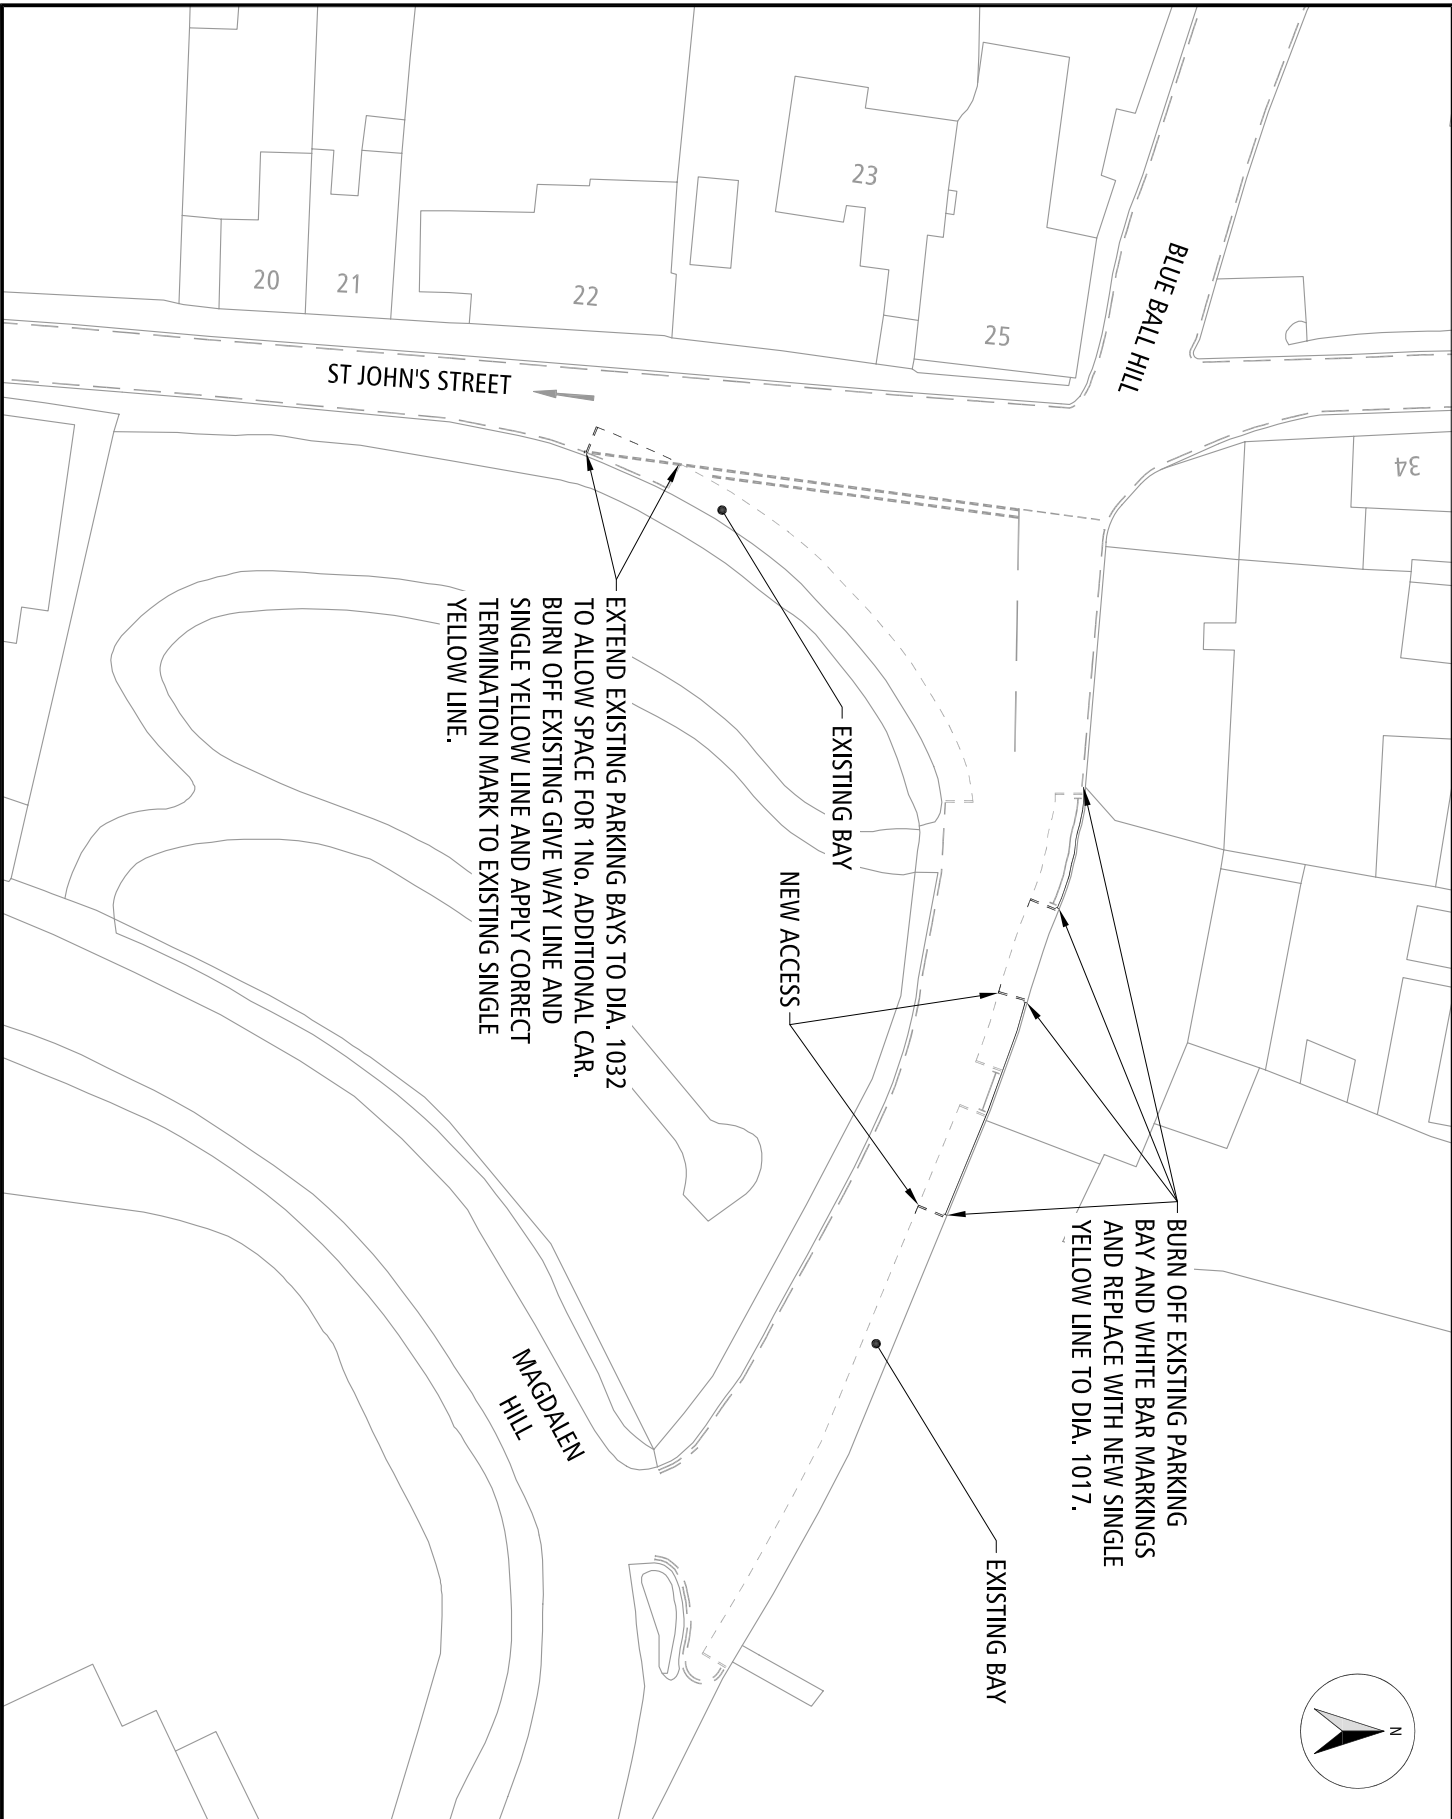 BLUE BALL HILL
ST JOHN'S STREET
23
25
22
20
21
34
EXISTING BAY
NEW ACCESS
EXTEND EXISTING PARKING BAYS TO DIA. 1032
TO ALLOW SPACE FOR 1No. ADDITIONAL CAR.
BURN OFF EXISTING GIVE WAY LINE AND
SINGLE YELLOW LINE AND APPLY CORRECT
TERMINATION MARK TO EXISTING SINGLE
YELLOW LINE.
BURN OFF EXISTING PARKING
BAY AND WHITE BAR MARKINGS
AND REPLACE WITH NEW SINGLE
YELLOW LINE TO DIA. 1017.
EXISTING BAY
MAGDALEN
HILL
N